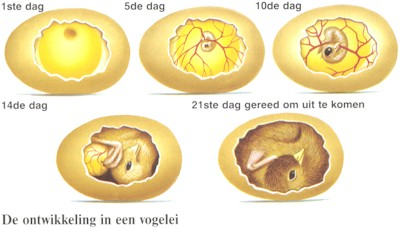 1ste dag
5de dag
10de dag
14de dag
21ste dag gereed om uit te komen
De ontwikkeling in een vogelei